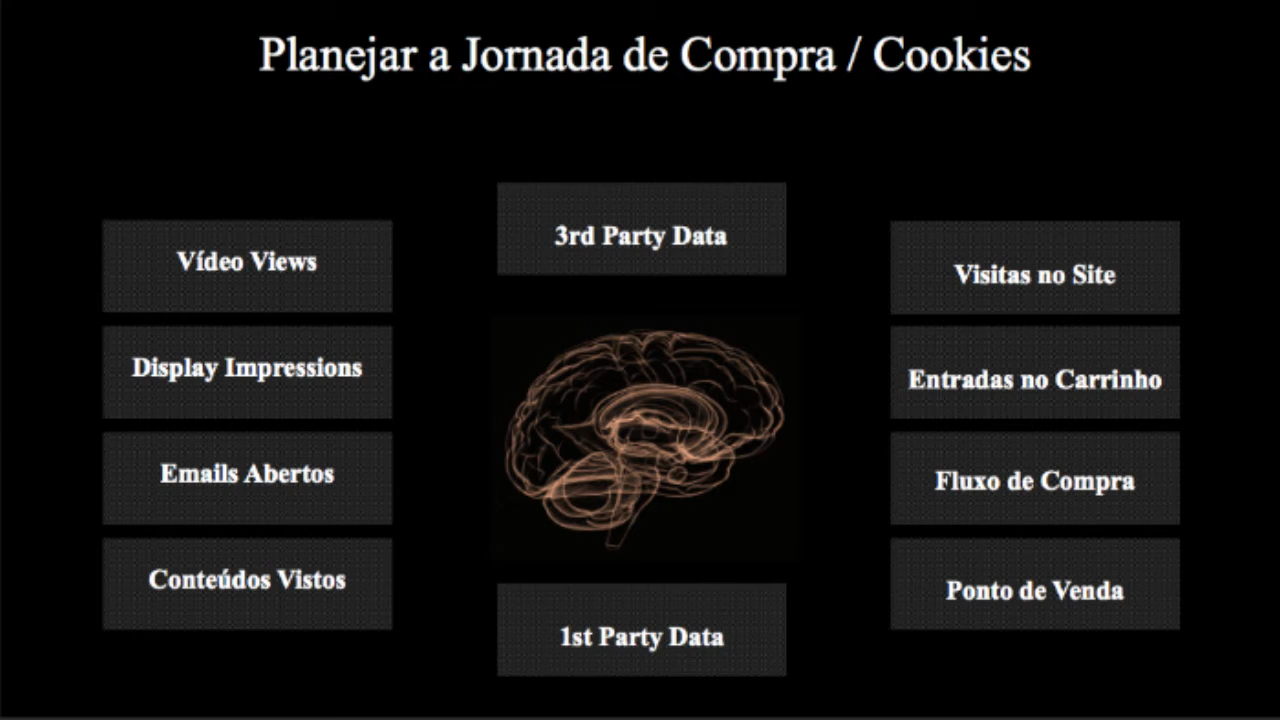 Planejar a Jornada de Compra / Cookies
Vídeo Views
Display Impressions
Emails Abertos
Conteúdos Vistos
3rd Party Data
1st Party Data
Visitas no Site
Entradas no Carrinho
Fluxo de Compra
Ponto de Venda